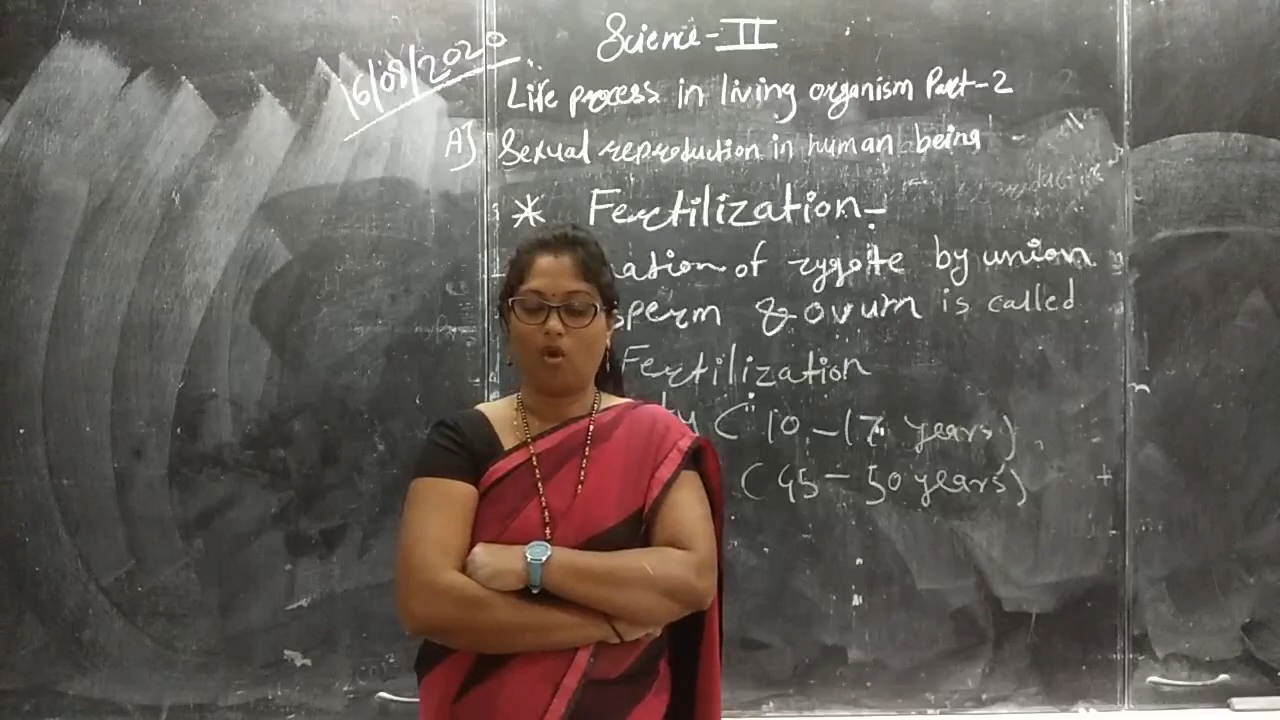 16/09/2020
Science-II
Life process in living organism Part-2
A] Sexual reproduction in human being
* Fertilization-
of zygote by union
sperm & ovum is called
Fertilization
(10-17 years)
(45-50 years)